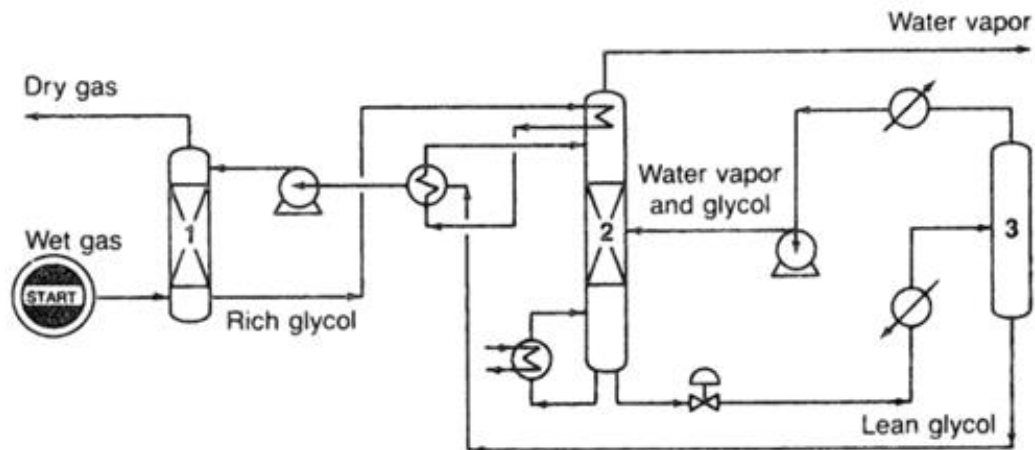 Water vapor
Dry gas
Water vapor
and glycol
1
2
3
Wet gas
START
Rich glycol
Lean glycol